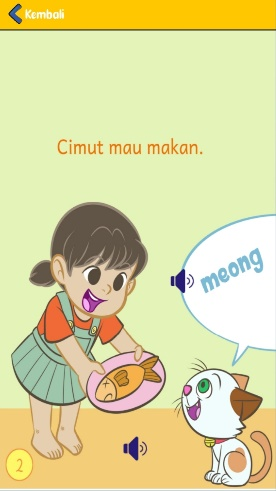 Kembali
Cimut mau makan.
meong
2